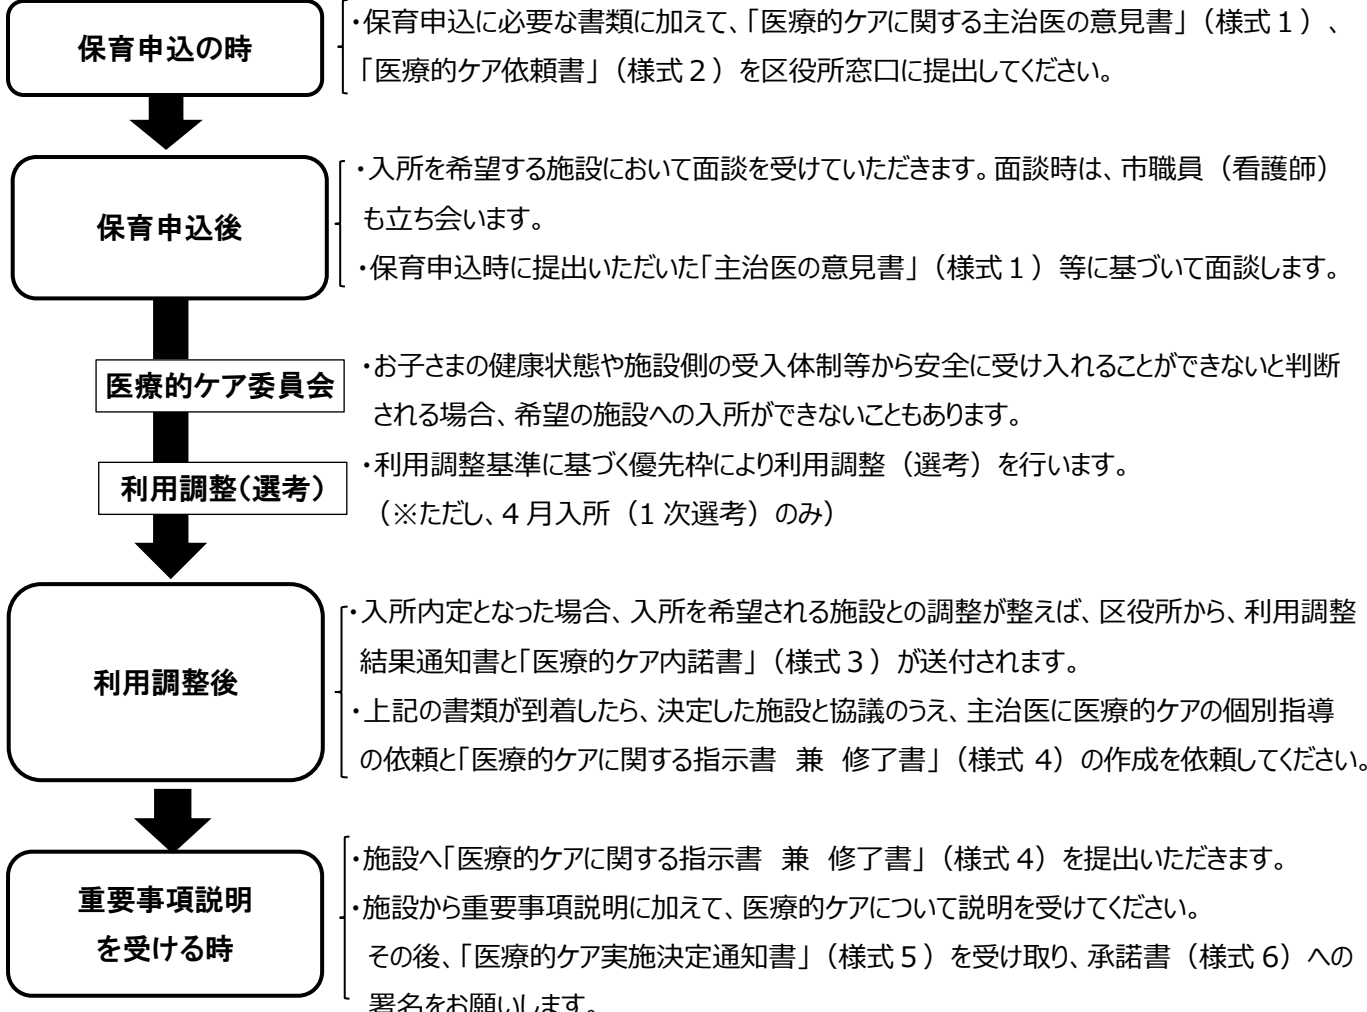 保育申込の時
・保育申込に必要な書類に加えて、「医療的ケアに関する主治医の意見書」（様式１）、
「医療的ケア依頼書」（様式２）を区役所窓口に提出してください。
保育申込後
・入所を希望する施設において面談を受けていただきます。面談時は、市職員（看護師）
も立ち会います。
・保育申込時に提出いただいた「主治医の意見書」（様式１）等に基づいて面談します。
医療的ケア委員会
・お子さまの健康状態や施設側の受入体制等から安全に受け入れることができないと判断
される場合、希望の施設への入所ができないこともあります。
利用調整（選考）
・利用調整基準に基づく優先枠により利用調整（選考）を行います。
（※ただし、4 月入所（1 次選考）のみ）
利用調整後
・入所内定となった場合、入所を希望される施設との調整が整えば、区役所から、利用調整
結果通知書と「医療的ケア内諾書」（様式３）が送付されます。
・上記の書類が到着したら、決定した施設と協議のうえ、主治医に医療的ケアの個別指導
の依頼と「医療的ケアに関する指示書　兼　修了書」（様式 4）の作成を依頼してください。
重要事項説明
を受ける時
・施設へ「医療的ケアに関する指示書　兼　修了書」（様式 4）を提出いただきます。
・施設から重要事項説明に加えて、医療的ケアについて説明を受けてください。
その後、「医療的ケア実施決定通知書」（様式５）を受け取り、承諾書（様式 6）への
署名をお願いします。